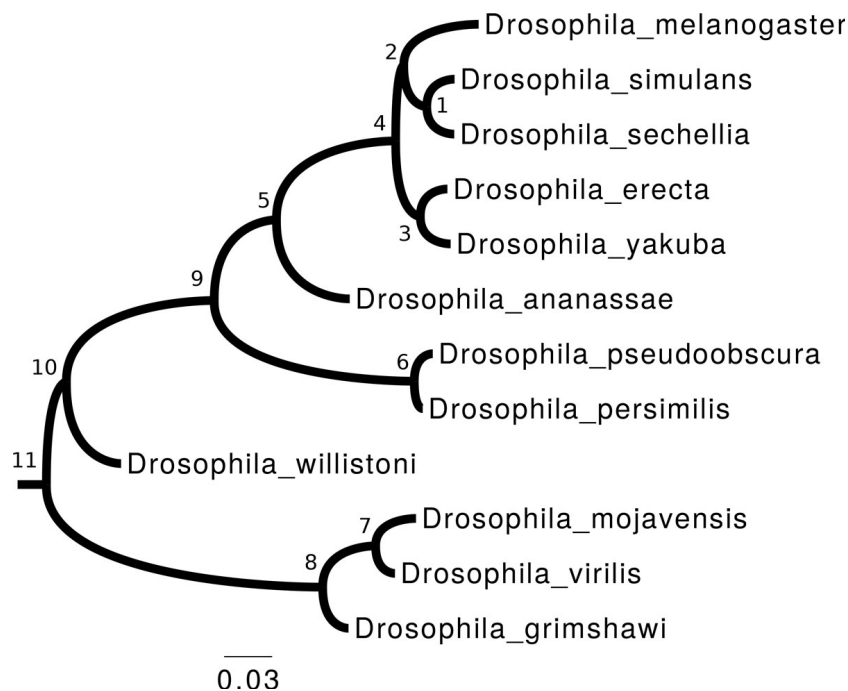 Drosophila_melanogaster
2
Drosophila_simulans
1
4
Drosophila_sechellia
Drosophila_erecta
5
3
Drosophila_yakuba
9
Drosophila_ananassae
6
Drosophila_pseudoobscura
10
Drosophila_persimilis
11
Drosophila_willistoni
7
Drosophila_mojavensis
8
Drosophila_virilis
Drosophila_grimshawi
0.03